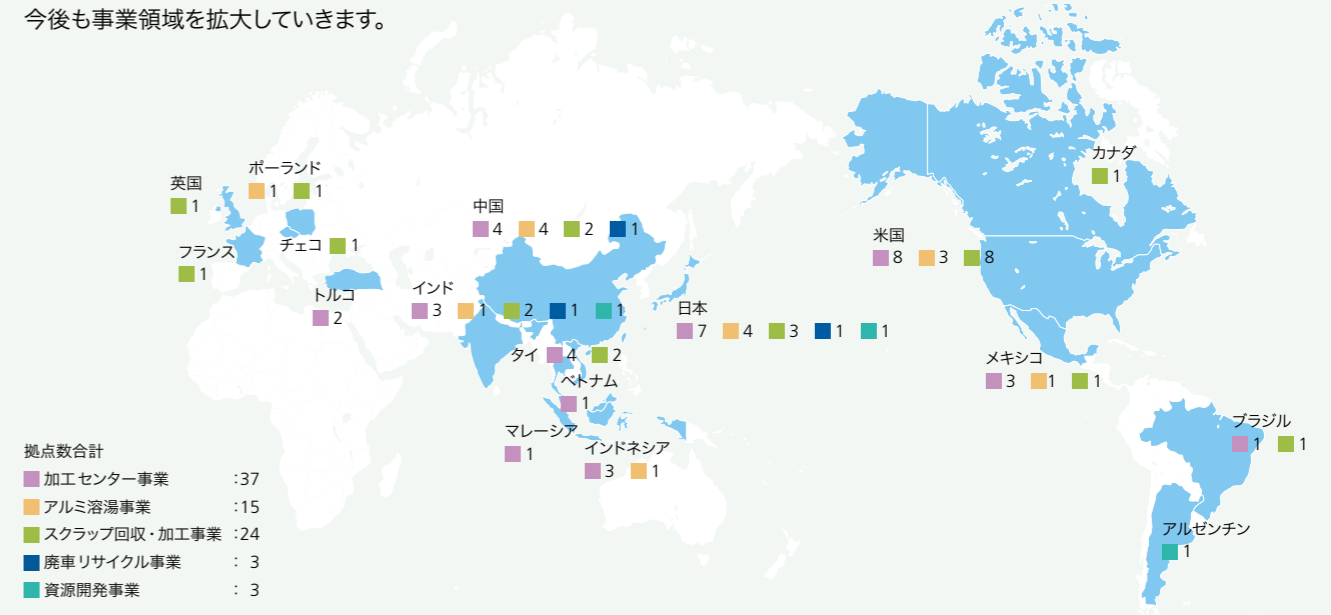 今後も事業領域を拡大していきます。
ポーランド
1 1
英国
1
フランス
1
チェコ 1
トルコ
2
中国
4 4 2 1
インド
3 1 2 1 1
タイ 4 2
ベトナム
1
マレーシア
1
インドネシア
3 1
日本
7 4 3 1 1
カナダ
1
米国
8 3 8
メキシコ
3 1 1
ブラジル
1 1
アルゼンチン
1
拠点数合計
加工センター事業 :37
アルミ溶湯事業 :15
スクラップ回収・加工事業 :24
廃車リサイクル事業 : 3
資源開発事業 : 3